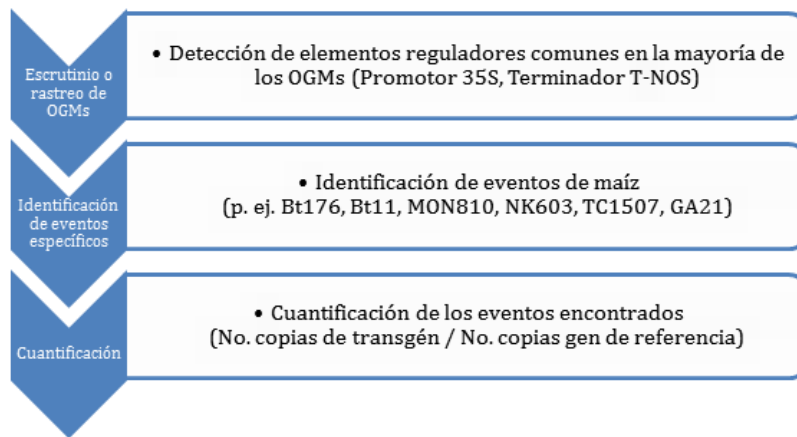 Escrutinio o
rastreo de
OGMs
• Detección de elementos reguladores comunes en la mayoría de
los OGMs (Promotor 35S, Terminador T-NOS)
Identificación
de eventos
específicos
• Identificación de eventos de maíz
(p. ej. Bt176, Bt11, MON810, NK603, TC1507, GA21)
Cuantificación
• Cuantificación de los eventos encontrados
(No. copias de transgén / No. copias gen de referencia)